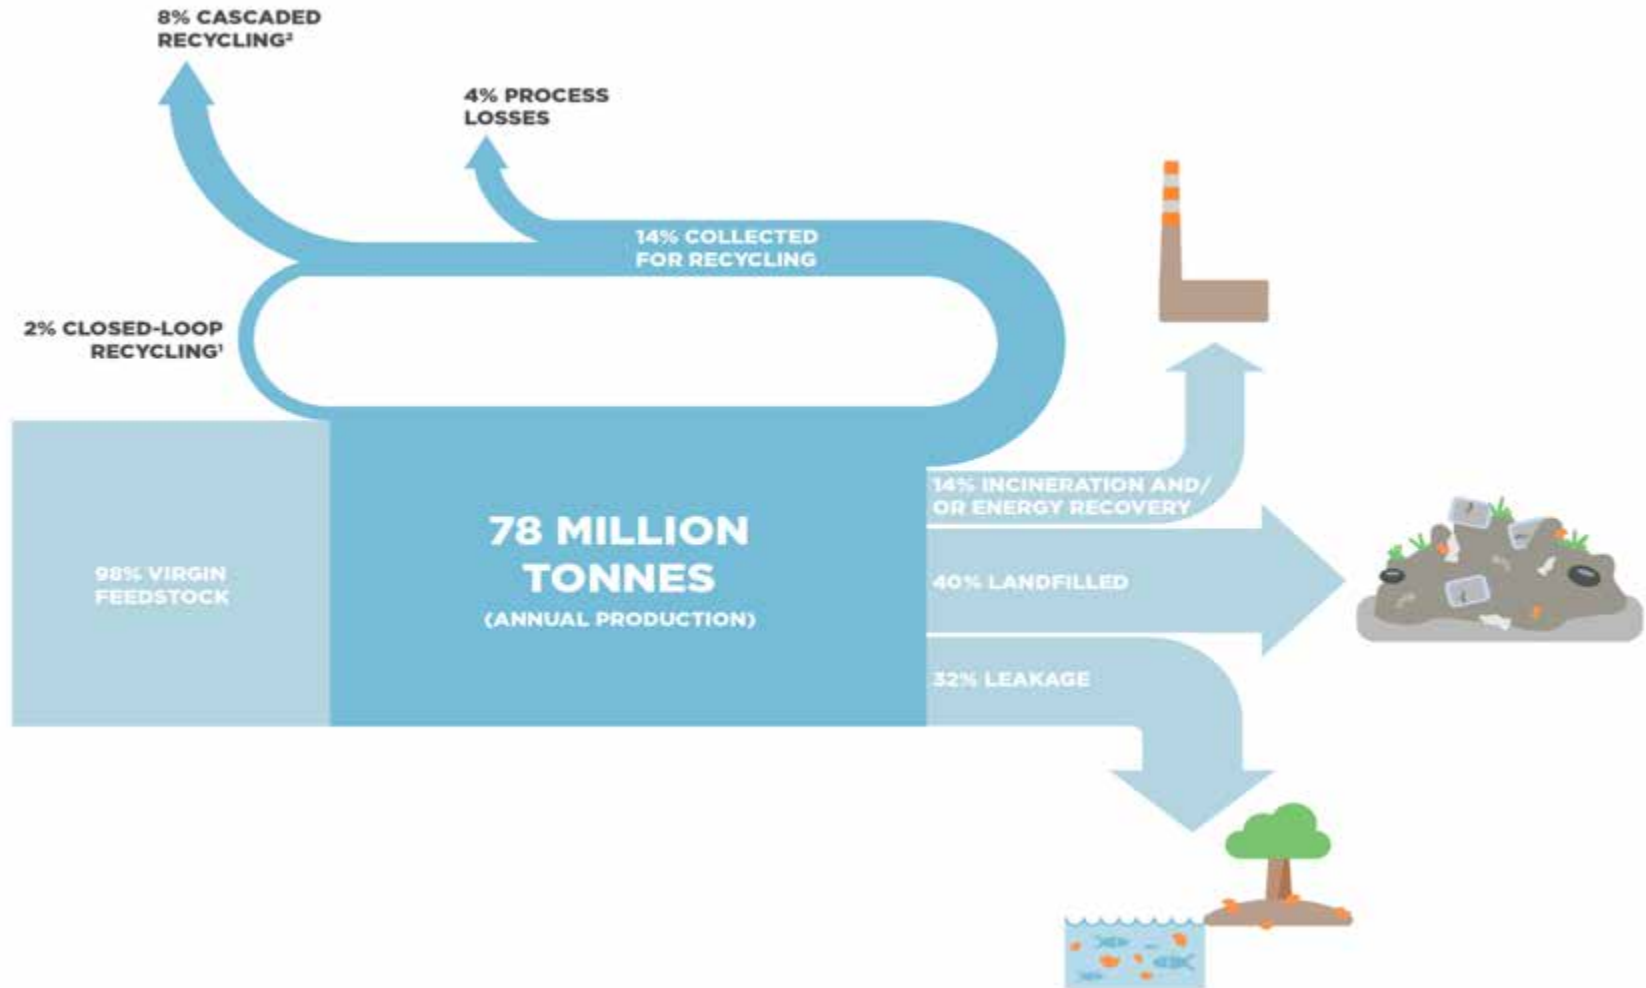 8% CASCADED
RECYCLING²
4% PROCESS
LOSSES
14% COLLECTED
FOR RECYCLING
2% CLOSED-LOOP
RECYCLING¹
98% VIRGIN
FEEDSTOCK
78 MILLION
TONNES
(ANNUAL PRODUCTION)
14% INCINERATION AND/
OR ENERGY RECOVERY
40% LANDFILLED
32% LEAKAGE